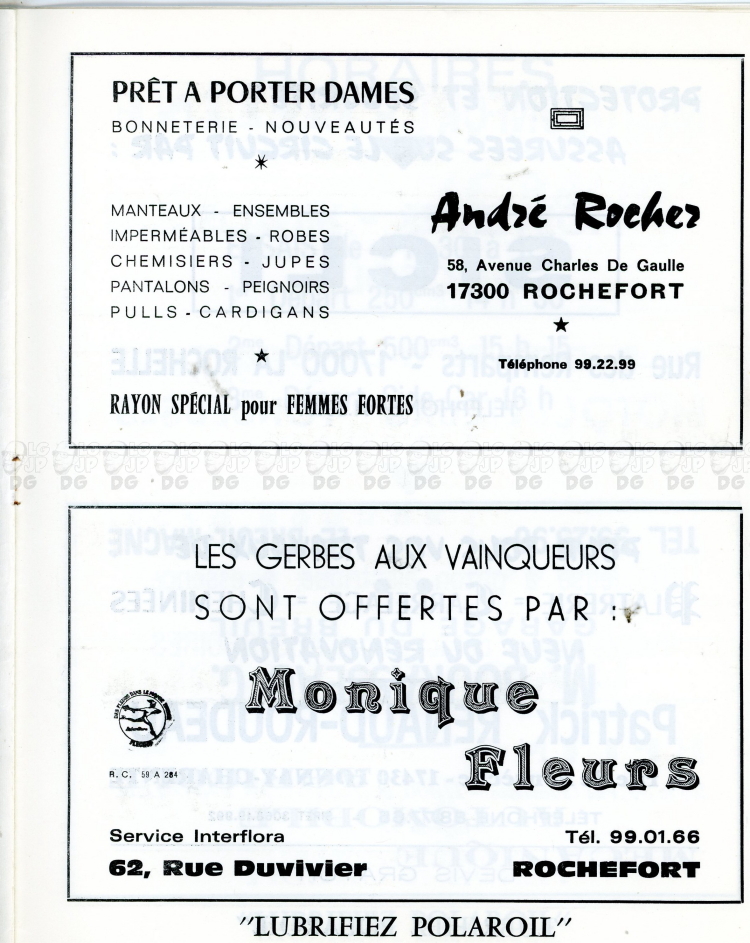 PRÊT A PORTER DAMES
BONNETERIE - NOUVEAUTÉS
MANTEAUX - ENSEMBLES
IMPERMÉABLES - ROBES
CHEMISIERS - JUPES
PANTALONS - PEIGNOIRS
PULLS - CARDIGANS
RAYON SPÉCIAL pour FEMMES FORTES
André Rocher
58, Avenue Charles De Gaulle
17300 ROCHEFORT
Téléphone 99.22.99
LES GERBES AUX VAINQUEURS
SONT OFFERTES PAR :
Monique
Fleurs
R.C. 59 A 284
Service Interflora
Tél. 99.01.66
62, Rue Duvivier
ROCHEFORT
"LUBRIFIEZ POLAROIL"